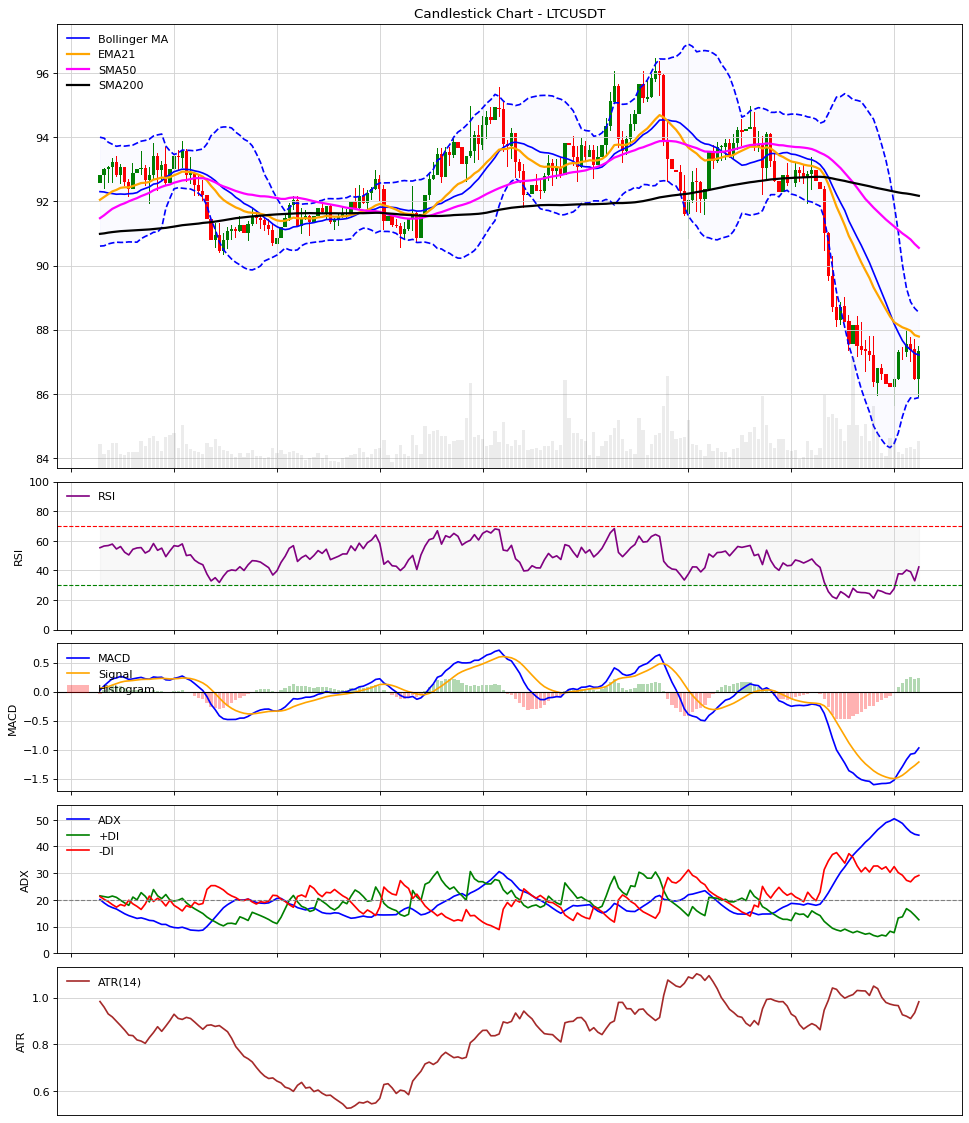 Candlestick Chart - LTCUSDT
Bollinger MA
EMA21
SMA50
SMA200
96
94
92
90
88
86
84
RSI
RSI
100
80
60
40
20
0
MACD
Signal
Histogram
MACD
0.5
0.0
−0.5
−1.0
−1.5
ADX
+DI
-DI
ADX
50
40
30
20
10
0
ATR(14)
ATR
1.0
0.8
0.6